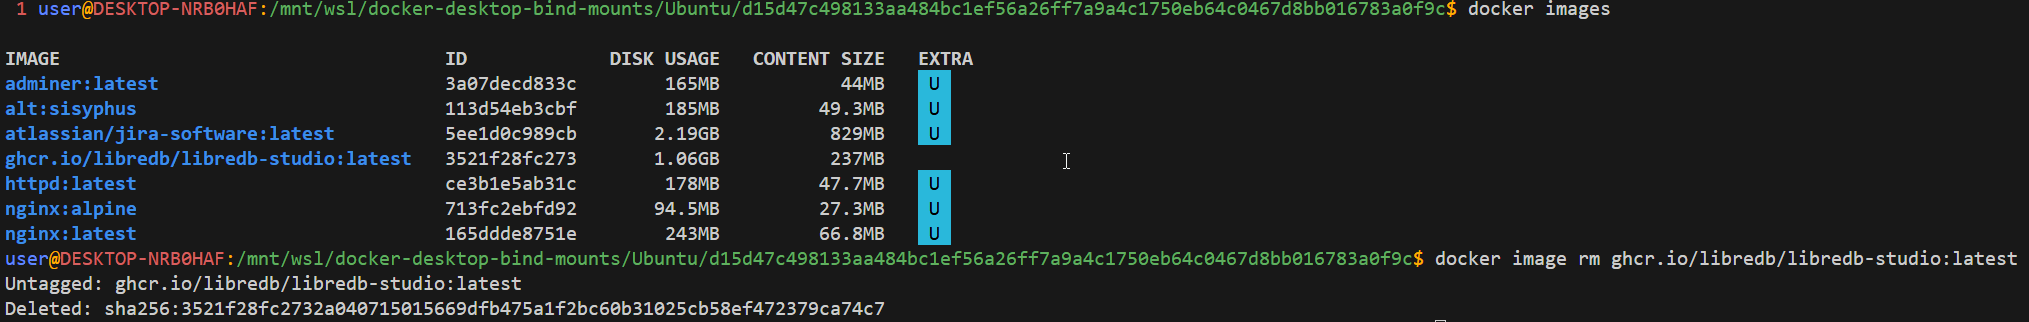 1 user@DESKTOP-NRB0HAF:/mnt/wsl/docker-desktop-bind-mounts/Ubuntu/d15d47c498133aa484bc1ef56a26ff7a9a4c1750eb64c0467d8bb016783a0f9c$ docker images
IMAGE ID DISK USAGE CONTENT SIZE EXTRA
adminer:latest 3a07decd833c 165MB 44MB U
alt:sisyphus 113d54eb3cbf 185MB 49.3MB U
atlassian/jira-software:latest 5ee1d0c989cb 2.19GB 829MB U
ghcr.io/libredb/libredb-studio:latest 3521f28fc273 1.06GB 237MB
httpd:latest ce3b1e5ab31c 178MB 47.7MB U
nginx:alpine 713fc2ebfd92 94.5MB 27.3MB U
nginx:latest 165ddde8751e 243MB 66.8MB U
user@DESKTOP-NRB0HAF:/mnt/wsl/docker-desktop-bind-mounts/Ubuntu/d15d47c498133aa484bc1ef56a26ff7a9a4c1750eb64c0467d8bb016783a0f9c$ docker image rm ghcr.io/libredb/libredb-studio:latest
Untagged: ghcr.io/libredb/libredb-studio:latest
Deleted: sha256:3521f28fc2732a040715015669dfb475a1f2bc60b31025cb58ef472379ca74c7